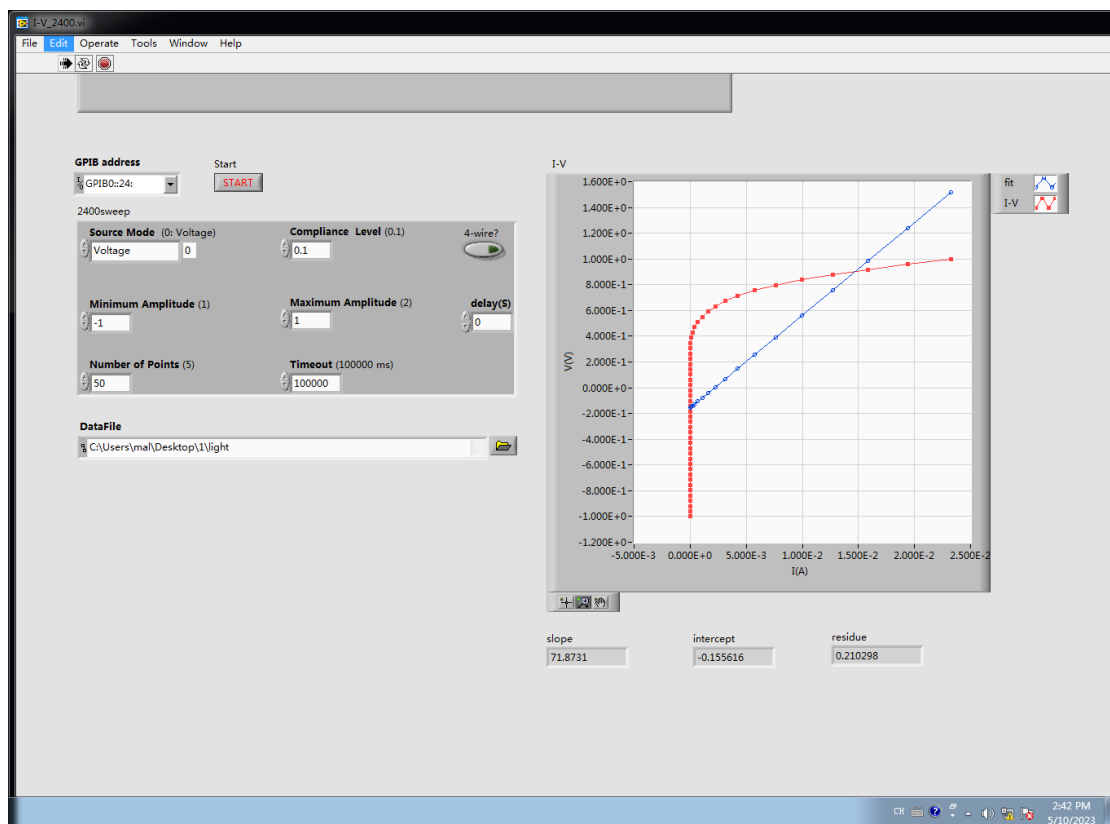 I-V_2400.vi
File Edit Operate Tools Window Help
GPIB address
Start
GPIB0::24:
START
2400sweep
Source Mode (0: Voltage)
Compliance Level (0.1)
4-wire?
Voltage
0
0.1
Minimum Amplitude (1)
Maximum Amplitude (2)
delay(S)
-1
1
0
Number of Points (5)
Timeout (100000 ms)
50
100000
DataFile
C:\Users\mal\Desktop\1\light
I-V
fit
I-V
1.600E+0
1.400E+0
1.200E+0
1.000E+0
8.000E-1
6.000E-1
4.000E-1
2.000E-1
0.000E+0
-2.000E-1
-4.000E-1
-6.000E-1
-8.000E-1
-1.000E+0
-1.200E+0
V(V)
-5.000E-3 0.000E+0 5.000E-3 1.000E-2 1.500E-2 2.000E-2 2.500E-2
I(A)
slope
intercept
residue
71.8731
-0.155616
0.210298
CH
2:42 PM
5/10/2023